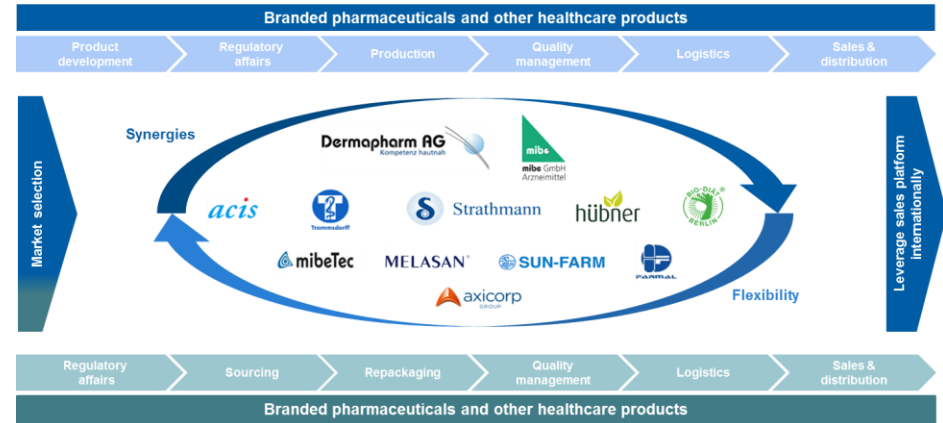 Branded pharmaceuticals and other healthcare products
Product
development
Regulatory
affairs
Production
Quality
management
Logistics
Sales &
distribution
Market selection
Synergies
Dermapharm AG
Kompetenz hautnah
mibe
mibe GmbH
Arzneimittel
acis
Trommsdorff
Strathmann
hübner
BIO-DIÄT
BERLIN
mibeTec
MELASAN®
SUN-FARM
FARMAL
axicorp
GROUP
Flexibility
Leverage sales platform
internationally
Regulatory
affairs
Sourcing
Repackaging
Quality
management
Logistics
Sales &
distribution
Branded pharmaceuticals and other healthcare products